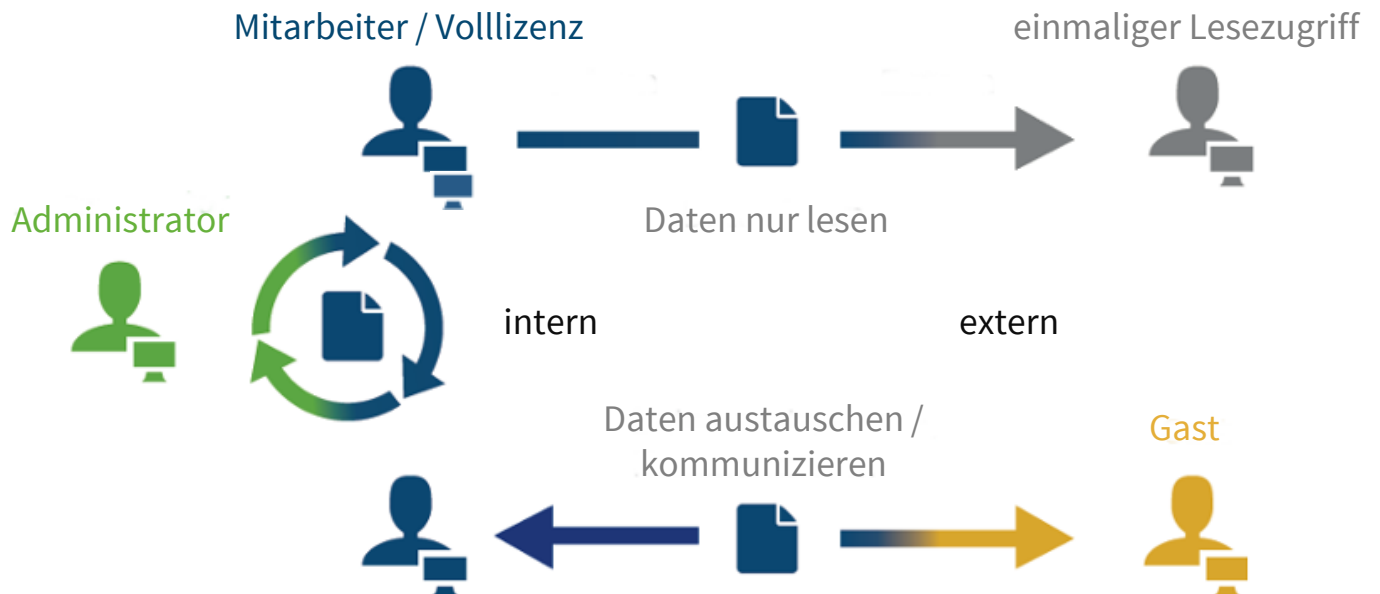 Mitarbeiter / Volllizenz
einmaliger Lesezugriff
Administrator
Daten nur lesen
intern
extern
Daten austauschen /
kommunizieren
Gast